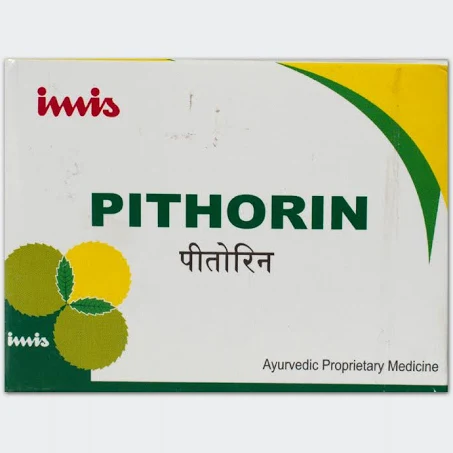 imis
PITHORIN
पीतोरिन
imis
Ayurvedic Proprietary Medicine